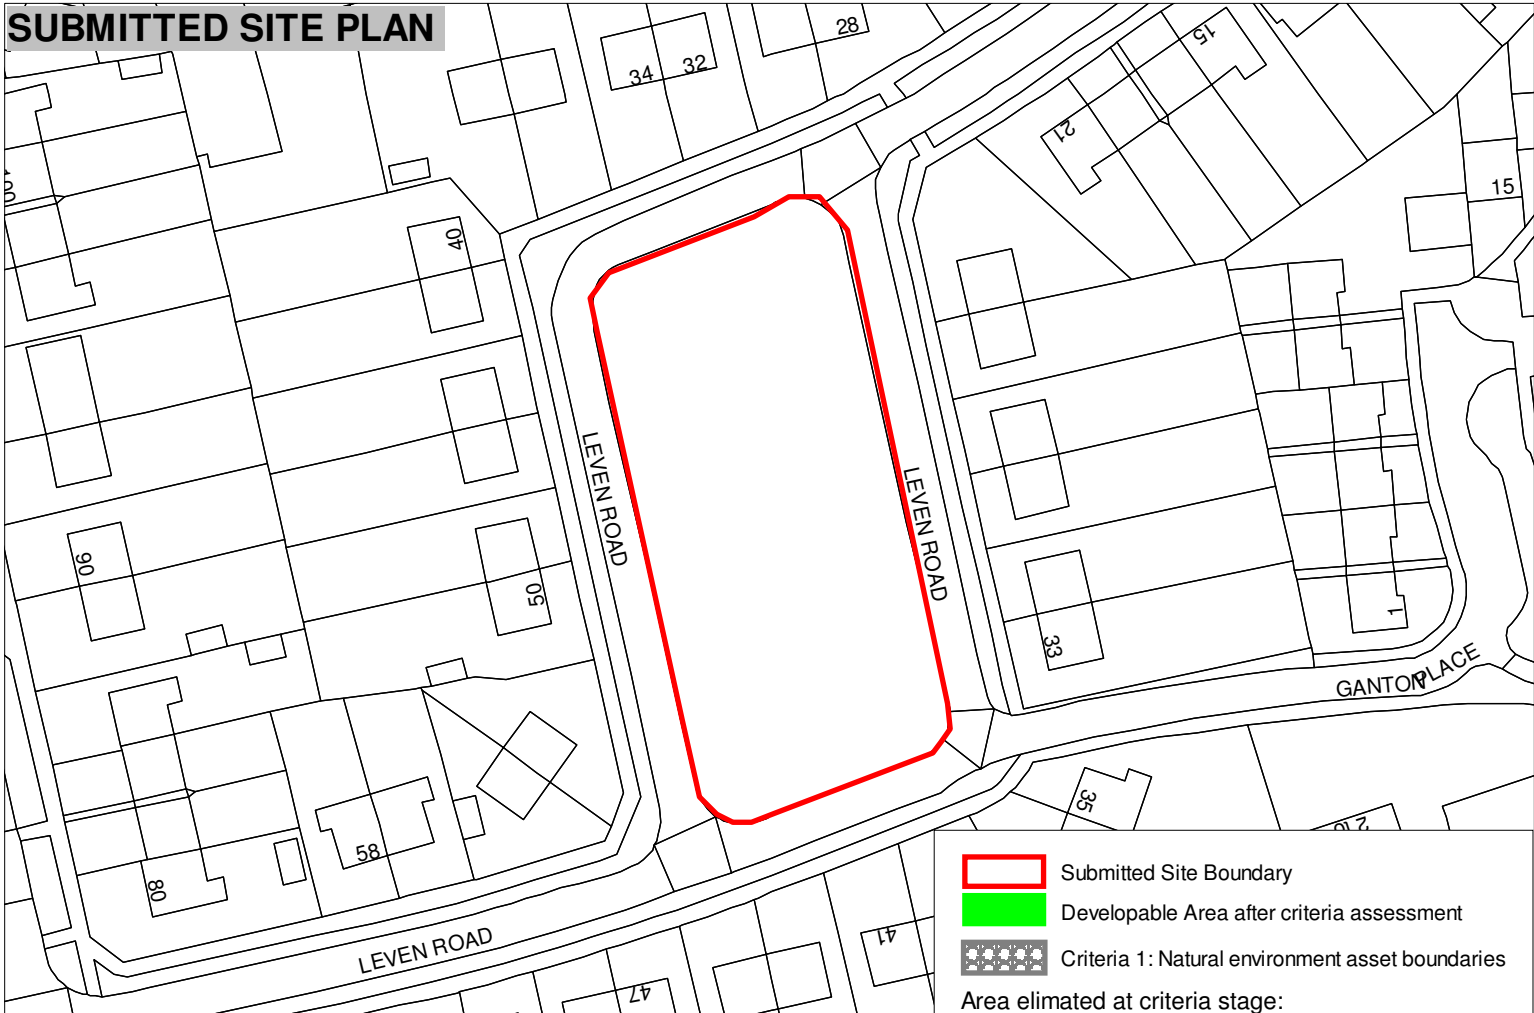 SUBMITTED SITE PLAN
28
34 32
15
21
15
40
LEVEN ROAD
LEVEN ROAD
90
50
33
1
GANTON PLACE
58
80
35
LEVEN ROAD
41
47
Submitted Site Boundary
Developable Area after criteria assessment
Criteria 1: Natural environment asset boundaries
Area elimated at criteria stage: